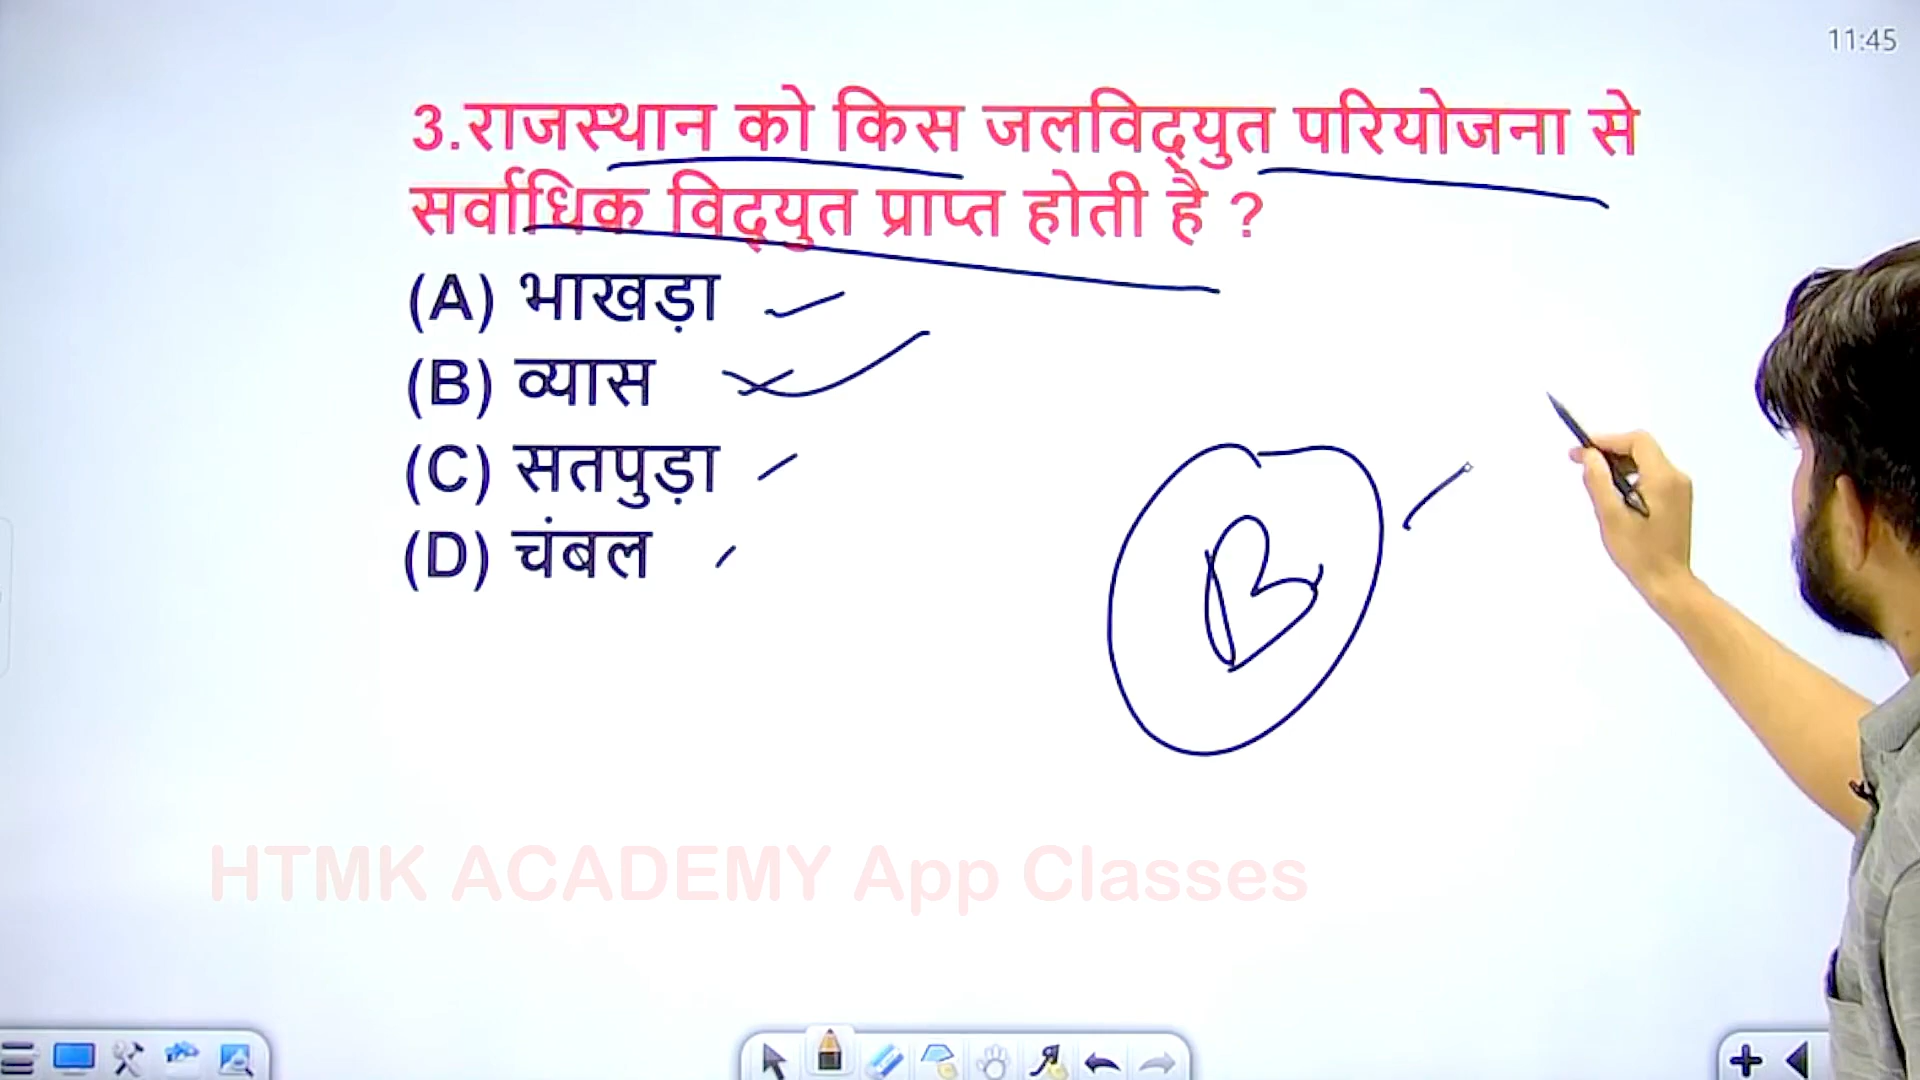 11:45
3.राजस्थान को किस जलविद्युत परियोजना से
सर्वाधिक विद्युत प्राप्त होती है ?
(A) भाखड़ा
(B) व्यास
(C) सतपुड़ा
(D) चंबल
B
HTMK ACADEMY App Classes